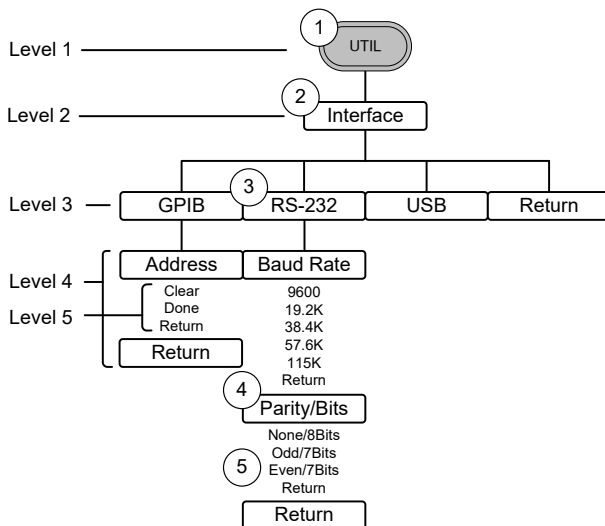 1
UTIL
Level 1
2
Interface
Level 2
3
Level 3
GPIB
RS-232
USB
Return
Level 4
Level 5
Address
Clear
Done
Return
Return
Baud Rate
9600
19.2K
38.4K
57.6K
115K
Return
4
Parity/Bits
None/8Bits
Odd/7Bits
5
Even/7Bits
Return
Return